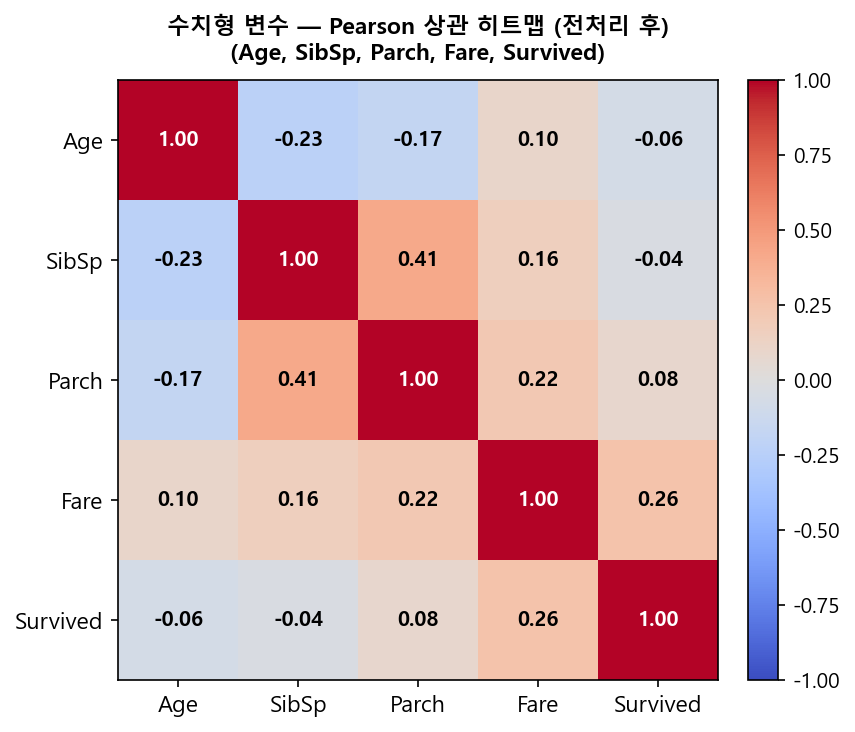 수치형 변수 — Pearson 상관 히트맵 (전처리 후)
(Age, SibSp, Parch, Fare, Survived)
Age 1.00 -0.23 -0.17 0.10 -0.06
SibSp -0.23 1.00 0.41 0.16 -0.04
Parch -0.17 0.41 1.00 0.22 0.08
Fare 0.10 0.16 0.22 1.00 0.26
Survived -0.06 -0.04 0.08 0.26 1.00
Age SibSp Parch Fare Survived
1.00
0.75
0.50
0.25
0.00
-0.25
-0.50
-0.75
-1.00